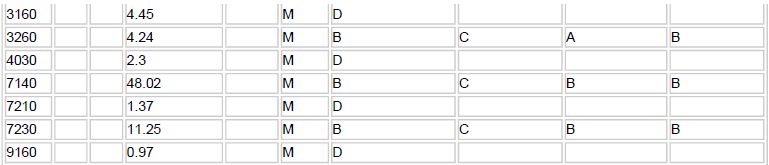 3160 4.45 M D
3260 4.24 M B C A B
4030 2.3 M D
7140 48.02 M B C B B
7210 1.37 M D
7230 11.25 M B C B B
9160 0.97 M D